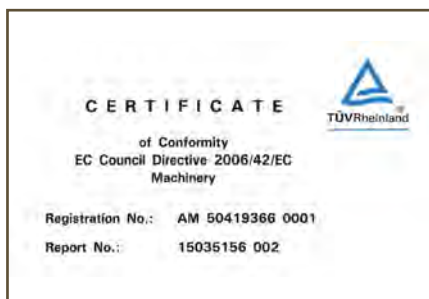 CERTIFICATE
TÜVRheinland
of Conformity
EC Council Directive 2006/42/EC
Machinery
Registration No.: AM 50419366 0001
Report No.: 15035156 002